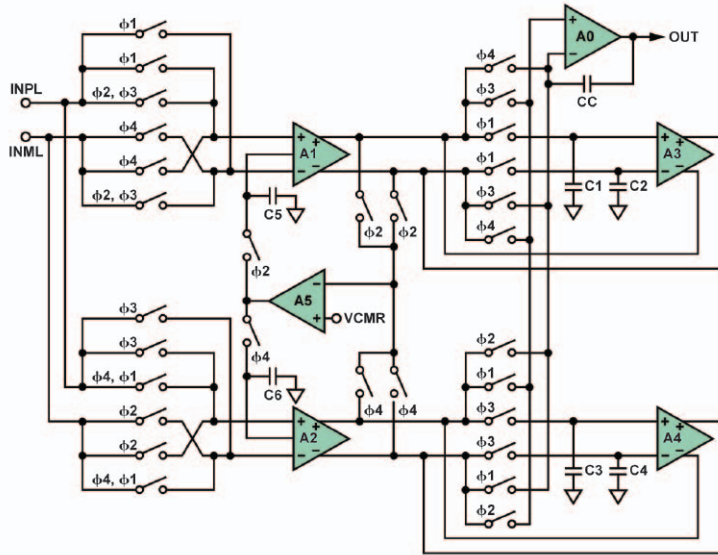 ϕ1
+
A0
OUT
ϕ1
ϕ4
−
INPL
ϕ2, ϕ3
ϕ3
CC
INML
ϕ4
ϕ1
+
A1
+
+
A3
+
ϕ4
−
−
ϕ1
−
−
ϕ2, ϕ3
ϕ3
C1
C2
C5
ϕ4
ϕ2
ϕ2
ϕ2
A5
−
+
VCMR
ϕ3
ϕ4
ϕ2
ϕ3
ϕ4, ϕ1
C6
ϕ4
ϕ4
ϕ1
ϕ2
ϕ3
+
A2
+
+
A4
+
ϕ2
−
−
ϕ3
−
−
ϕ4, ϕ1
ϕ1
C3
C4
ϕ2